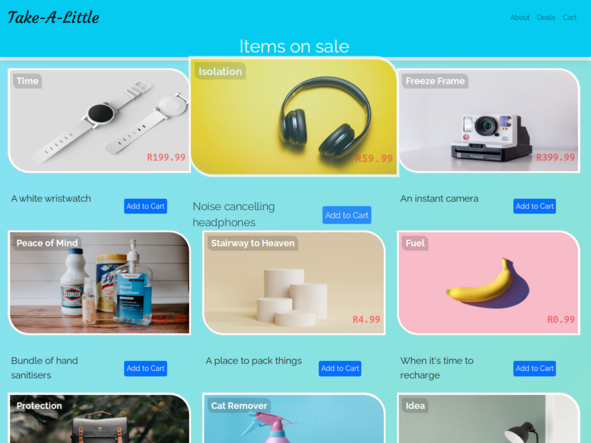 Take-A-Little
About Deals Cart
Items on sale
Time
R199.99
Isolation
R59.99
Freeze Frame
R399.99
A white wristwatch
Add to Cart
Noise cancelling
headphones
Add to Cart
An instant camera
Add to Cart
Peace of Mind
CLOROX
Stairway to Heaven
R4.99
Fuel
R0.99
Bundle of hand
sanitisers
Add to Cart
A place to pack things
Add to Cart
When it's time to
recharge
Add to Cart
Protection
Cat Remover
Idea